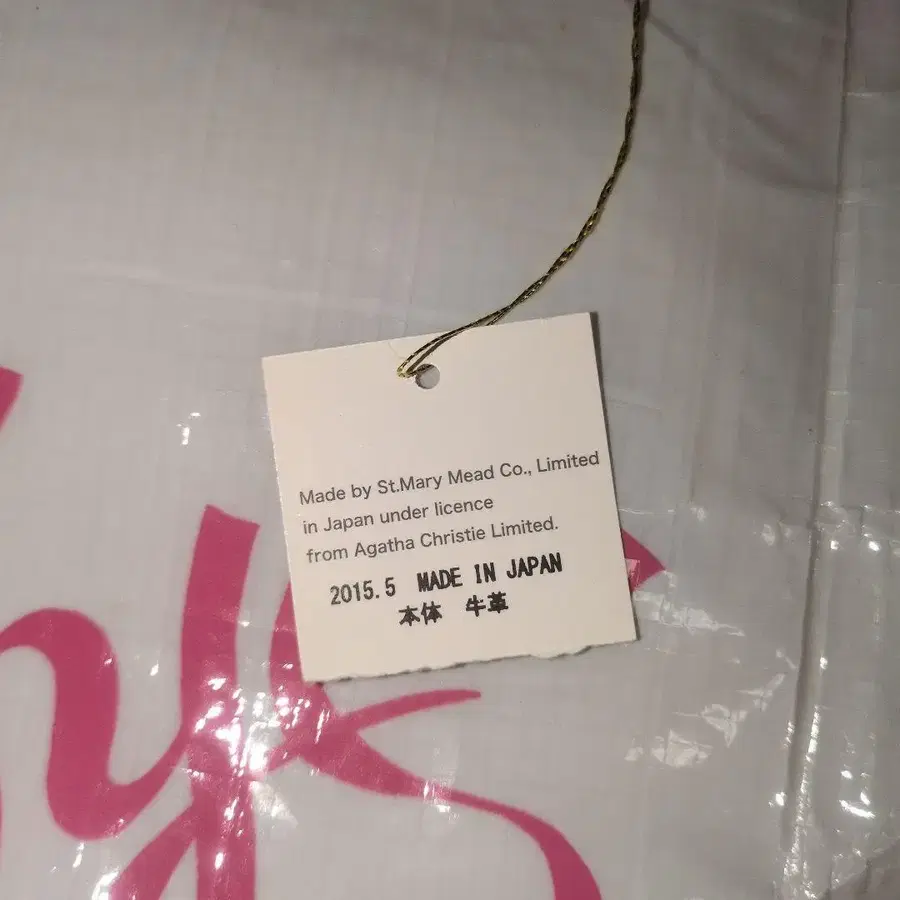 Made by St.Mary Mead Co., Limited
in Japan under licence
from Agatha Christie Limited.
2015.5 MADE IN JAPAN
本体 牛革